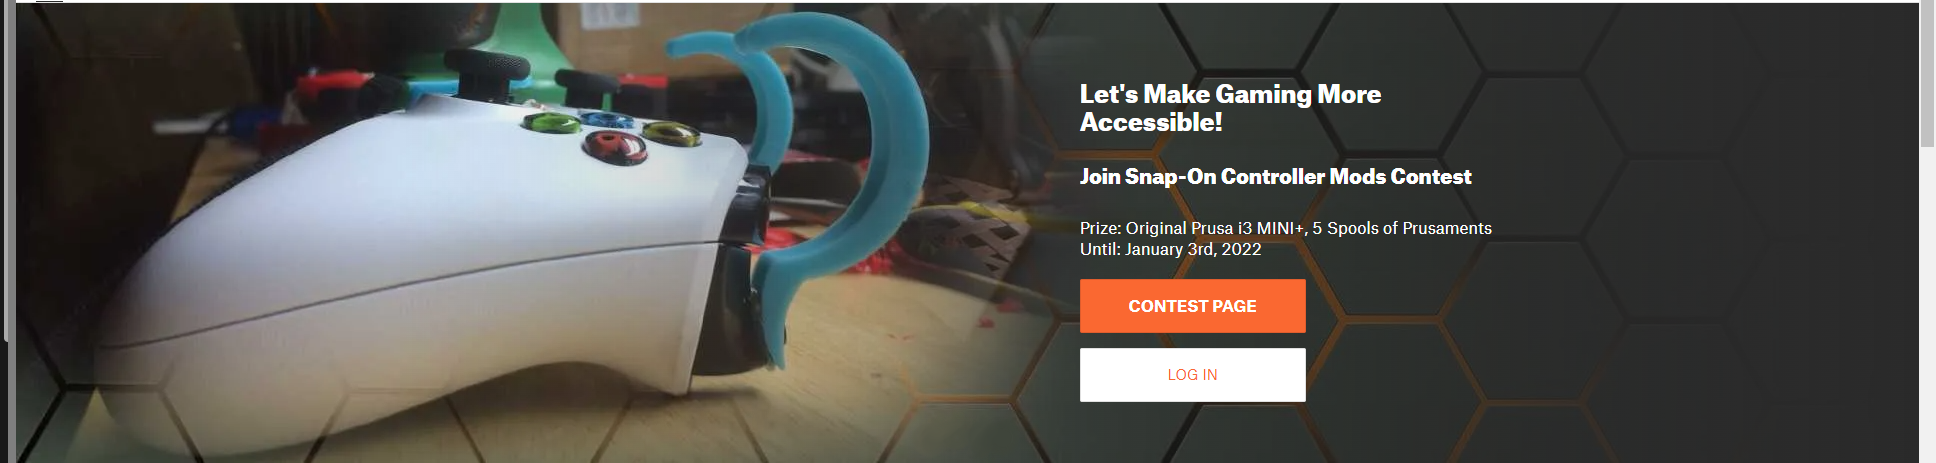 Let's Make Gaming More
Accessible!
Join Snap-On Controller Mods Contest
Prize: Original Prusa i3 MINI+, 5 Spools of Prusaments
Until: January 3rd, 2022
CONTEST PAGE
LOG IN